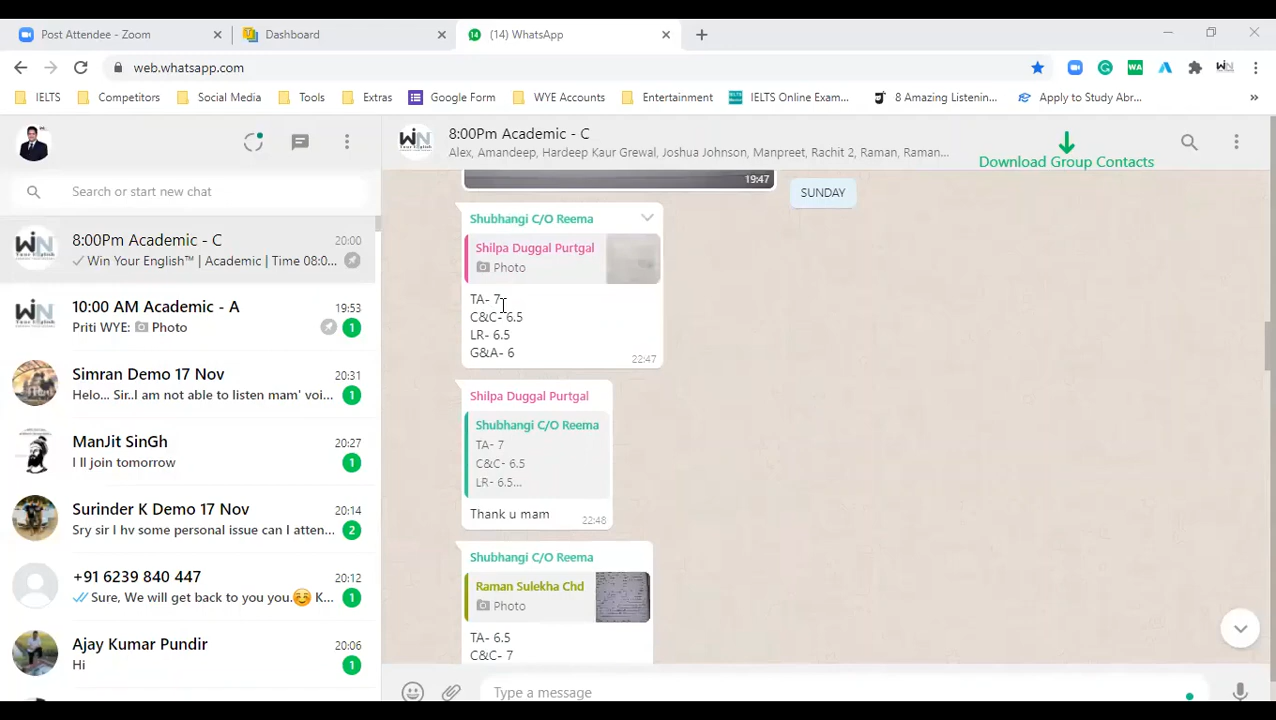 Post Attendee - Zoom
Dashboard
(14) WhatsApp
web.whatsapp.com
IELTS
Competitors
Social Media
Tools
Extras
Google Form
WYE Accounts
Entertainment
IELTS Online Exam...
8 Amazing Listenin...
Apply to Study Abr...
8:00Pm Academic - C
Alex, Amandeep, Hardeep Kaur Grewal, Joshua Johnson, Manpreet, Rachit 2, Raman, Raman...
Download Group Contacts
Search or start new chat
8:00Pm Academic - C
20:00
Win Your English™ | Academic | Time 08:0...
10:00 AM Academic - A
19:53
Priti WYE: Photo
1
Simran Demo 17 Nov
20:31
Helo... Sir..I am not able to listen mam' voi...
1
ManJit SinGh
20:27
I ll join tomorrow
1
Surinder K Demo 17 Nov
20:14
Sry sir I hv some personal issue can I atten...
2
+91 6239 840 447
20:12
Sure, We will get back to you you.😊 K...
1
Ajay Kumar Pundir
20:06
Hi
1
19:47
SUNDAY
Shubhangi C/O Reema
Shilpa Duggal Purtgal
Photo
TA- 7
C&C- 6.5
LR- 6.5
G&A- 6
22:47
Shilpa Duggal Purtgal
Shubhangi C/O Reema
TA- 7
C&C- 6.5
LR- 6.5...
Thank u mam
22:48
Shubhangi C/O Reema
Raman Sulekha Chd
Photo
TA- 6.5
C&C- 7
Type a message